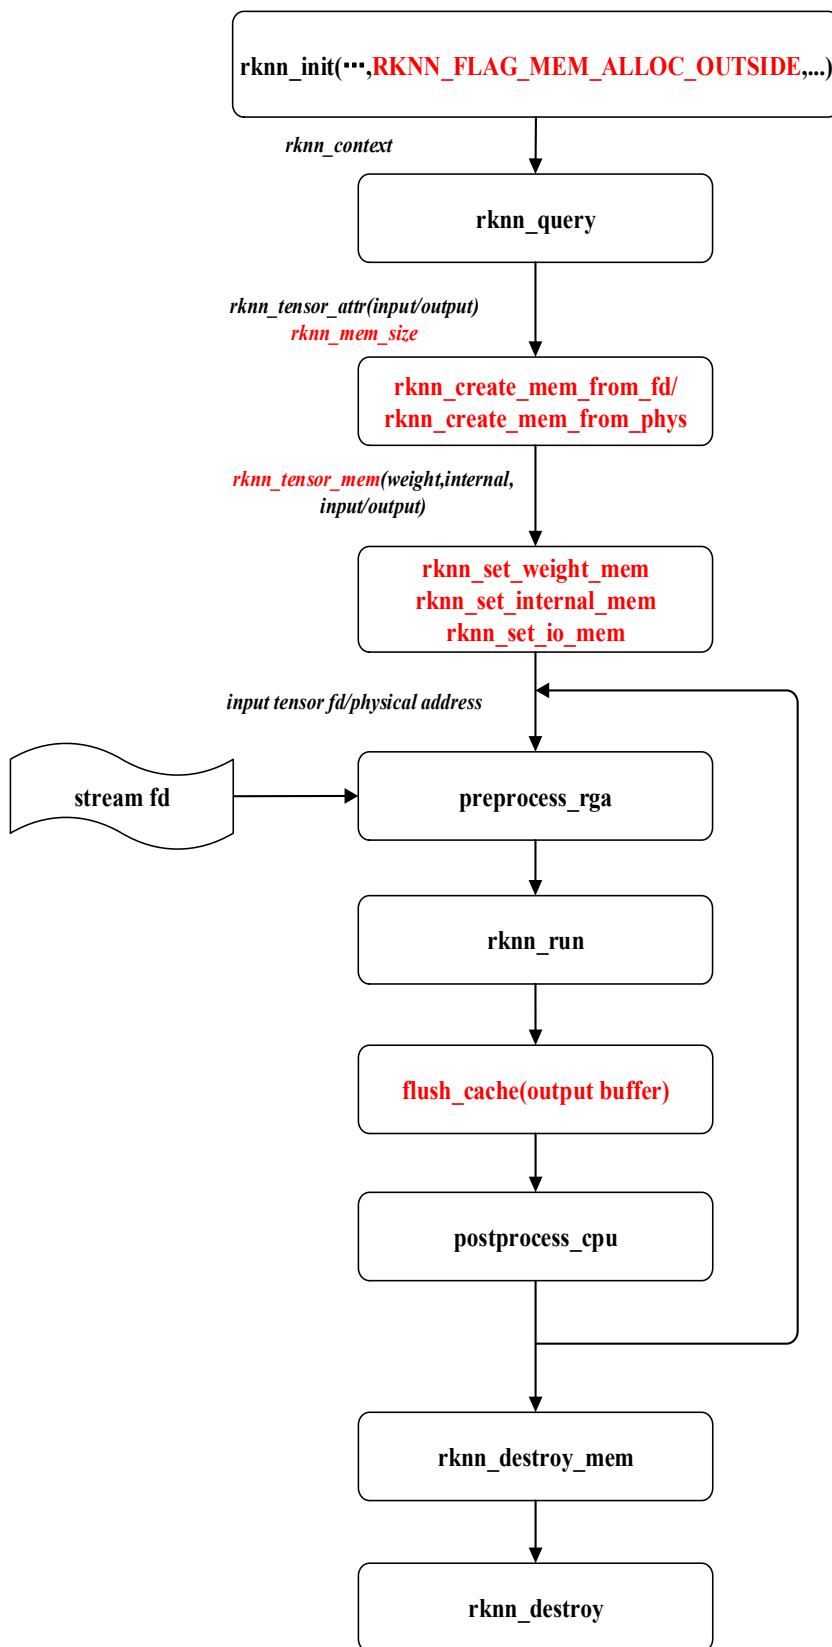 rknn_init(⋯,RKNN_FLAG_MEM_ALLOC_OUTSIDE,...)
rknn_context
rknn_query
rknn_tensor_attr(input/output)
rknn_mem_size
rknn_create_mem_from_fd/
rknn_create_mem_from_phys
rknn_tensor_mem(weight,internal,
input/output)
rknn_set_weight_mem
rknn_set_internal_mem
rknn_set_io_mem
input tensor fd/physical address
stream fd
preprocess_rga
rknn_run
flush_cache(output buffer)
postprocess_cpu
rknn_destroy_mem
rknn_destroy